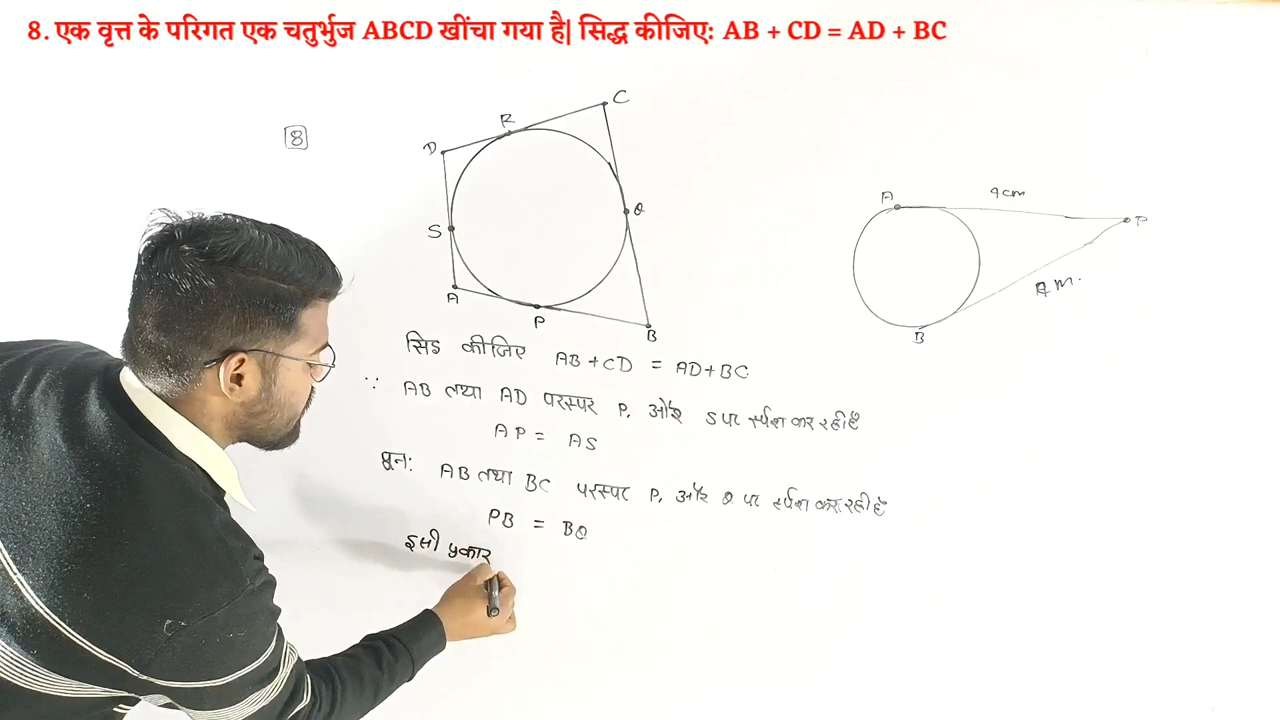 8. एक वृत्त के परिगत एक चतुर्भुज ABCD खींचा गया है| सिद्ध कीजिए: AB + CD = AD + BC
8
C
R
D
S
Q
A
P
B
A
9cm
P
B
सिद्ध कीजिए AB+CD = AD+BC
∵ AB तथा AD परस्पर P, और S पर स्पर्श कर रही हैं
AP = AS
पुन: AB तथा BC परस्पर P, और Q पर स्पर्श कर रही हैं
PB = BQ
इसी प्रकार